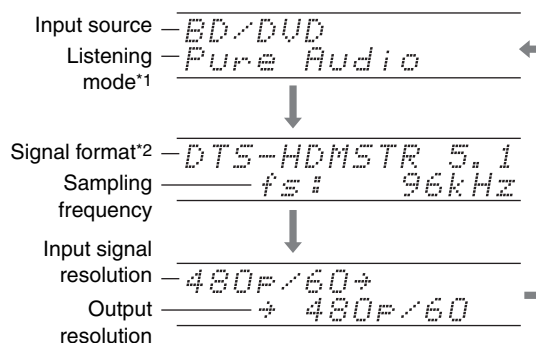 Input source
BD/DVD
Listening
mode*1
Pure Audio
Signal format*2
DTS-HDMSTR 5.1
Sampling
frequency
fs: 96kHz
Input signal
resolution
480p/60→
Output
resolution
→ 480p/60